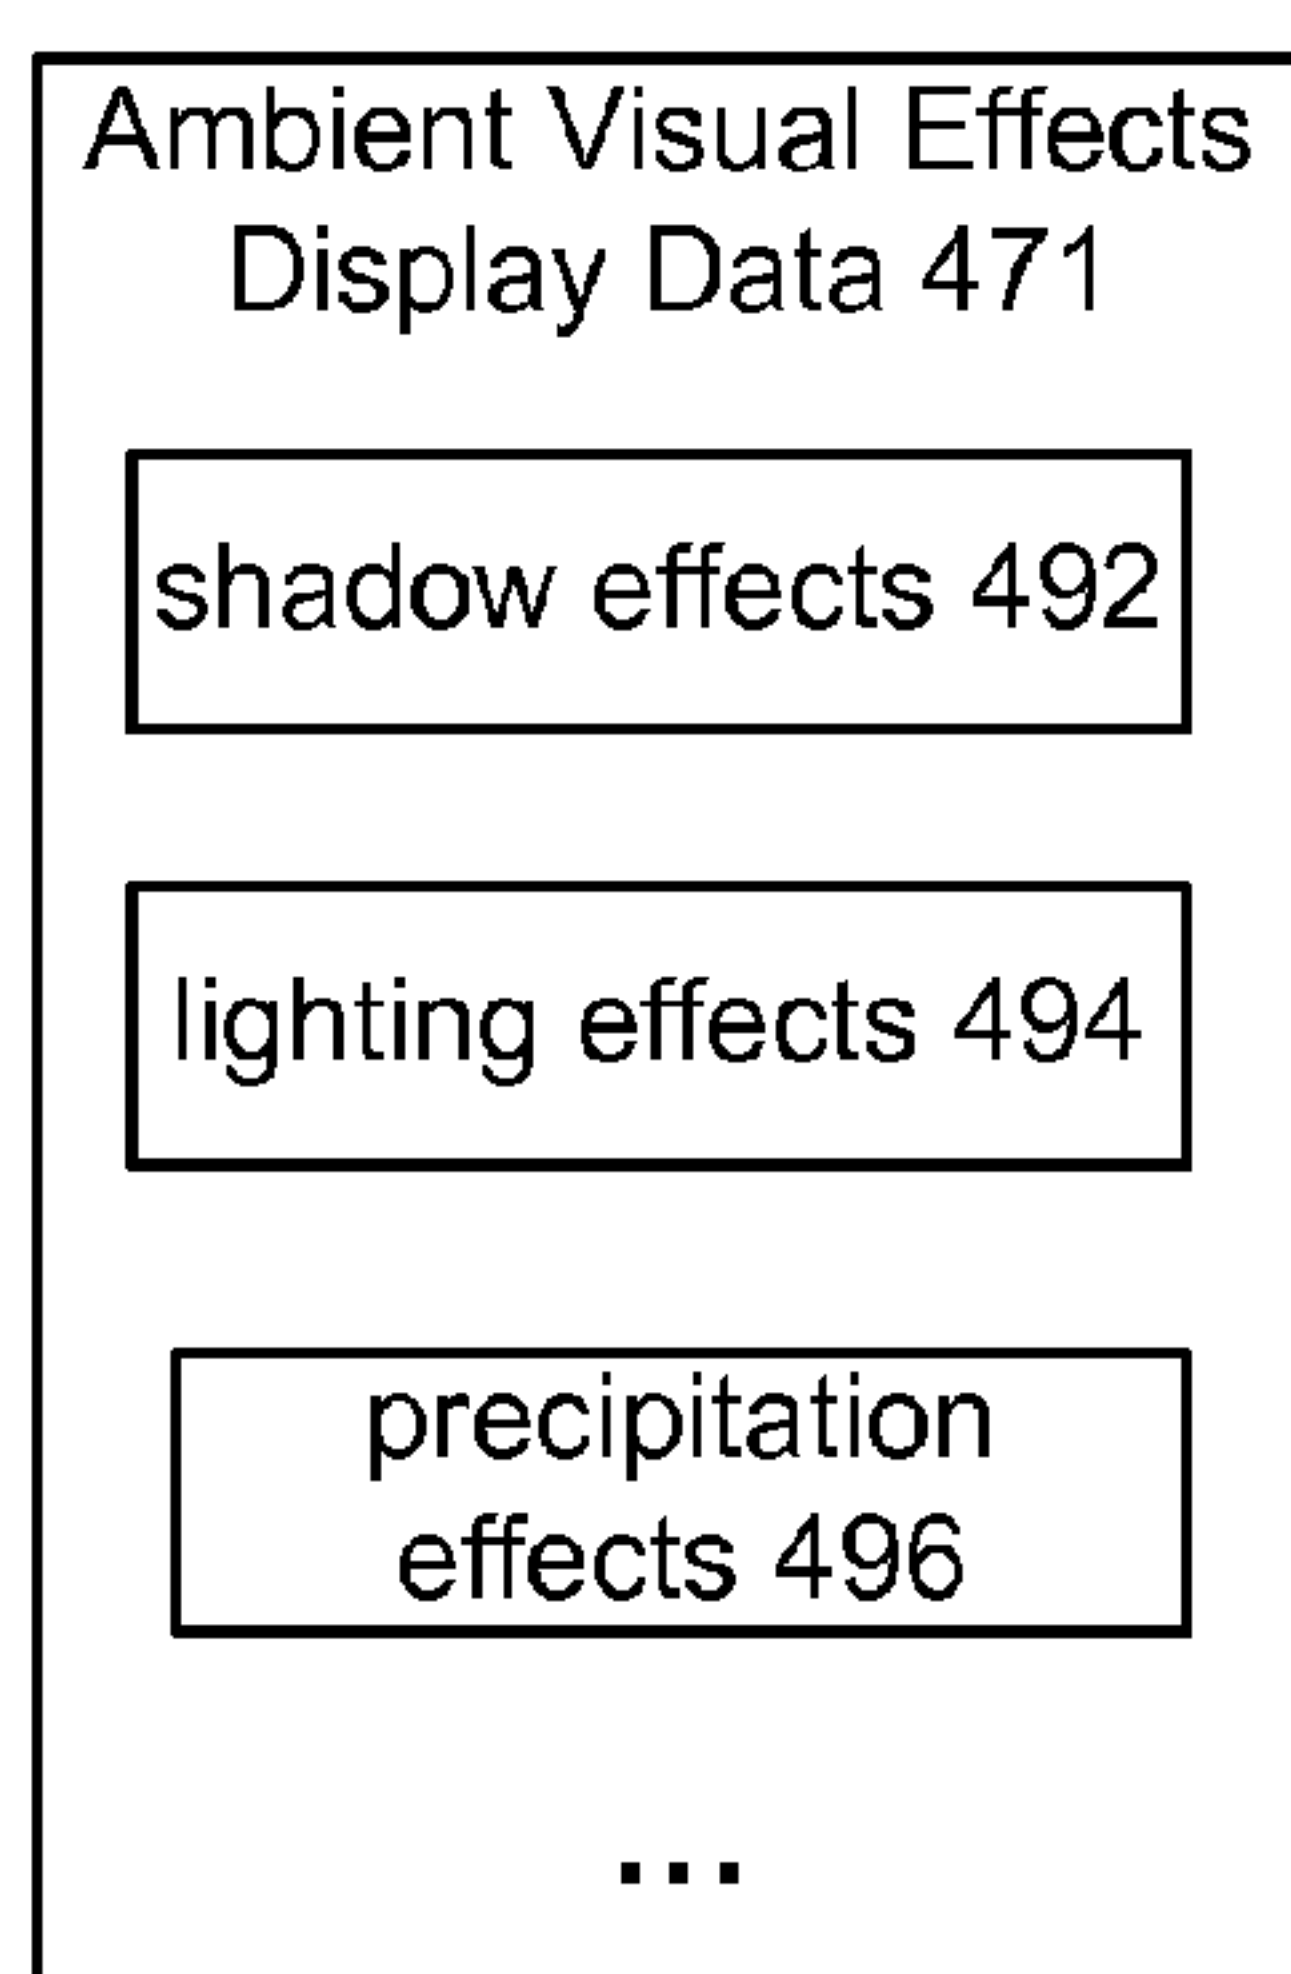 Ambient Visual Effects
Display Data 471
shadow effects 492
lighting effects 494
precipitation
effects 496
...